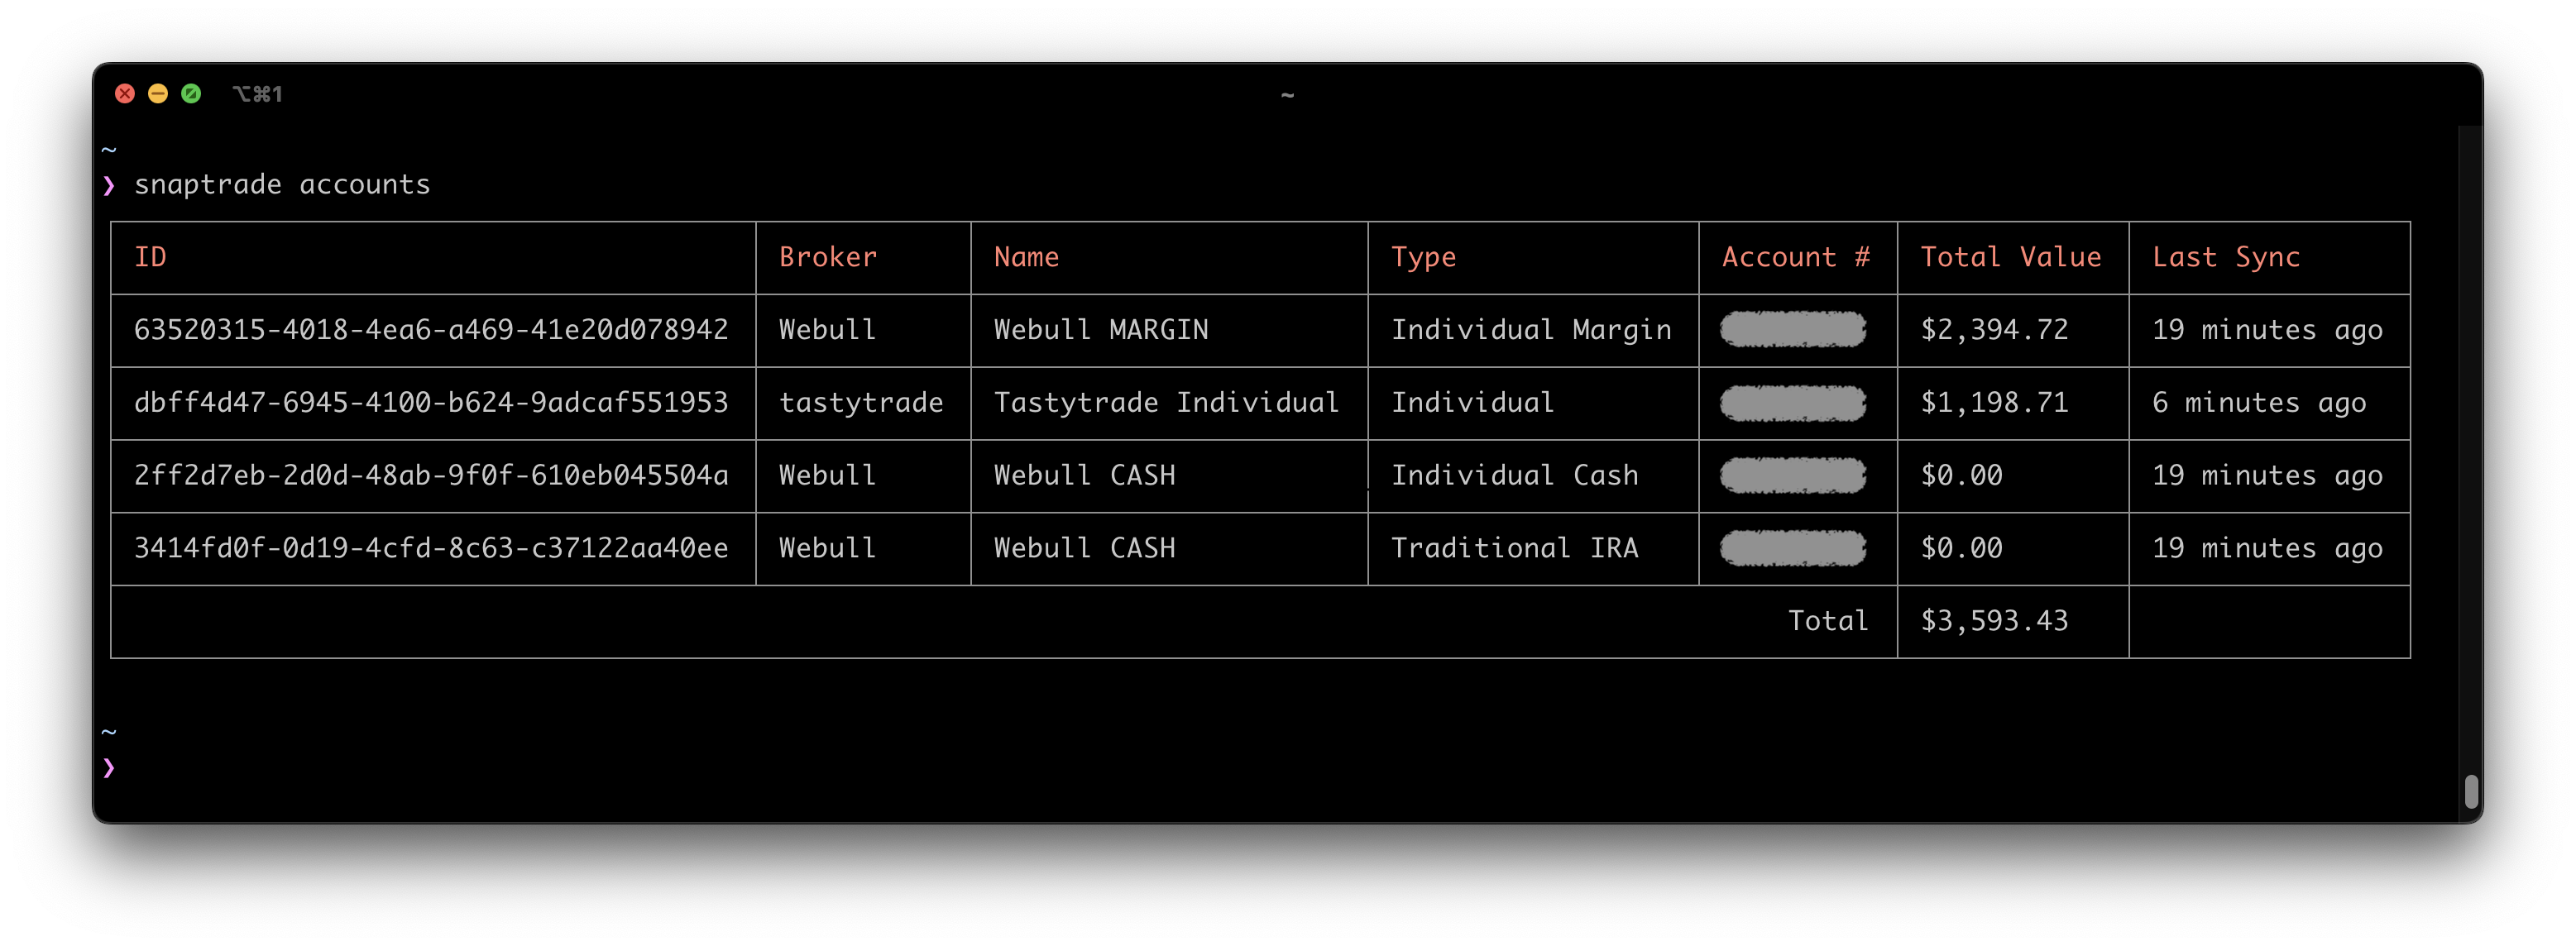 ⌥⌘1
~
~
❯ snaptrade accounts
ID Broker Name Type Account # Total Value Last Sync
63520315-4018-4ea6-a469-41e20d078942 Webull Webull MARGIN Individual Margin $2,394.72 19 minutes ago
dbff4d47-6945-4100-b624-9adcaf551953 tastytrade Tastytrade Individual Individual $1,198.71 6 minutes ago
2ff2d7eb-2d0d-48ab-9f0f-610eb045504a Webull Webull CASH Individual Cash $0.00 19 minutes ago
3414fd0f-0d19-4cfd-8c63-c37122aa40ee Webull Webull CASH Traditional IRA $0.00 19 minutes ago
Total $3,593.43
~
❯